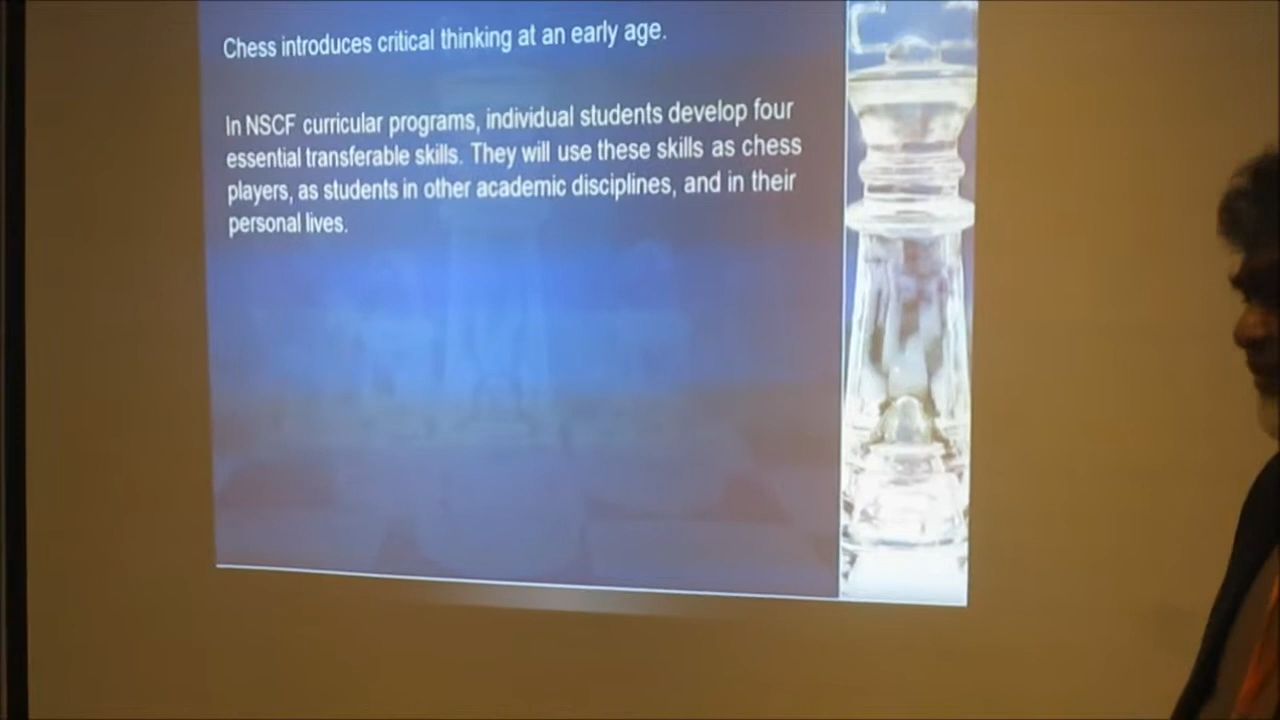 Chess introduces critical thinking at an early age.
In NSCF curricular programs, individual students develop four
essential transferable skills. They will use these skills as chess
players, as students in other academic disciplines, and in their
personal lives.